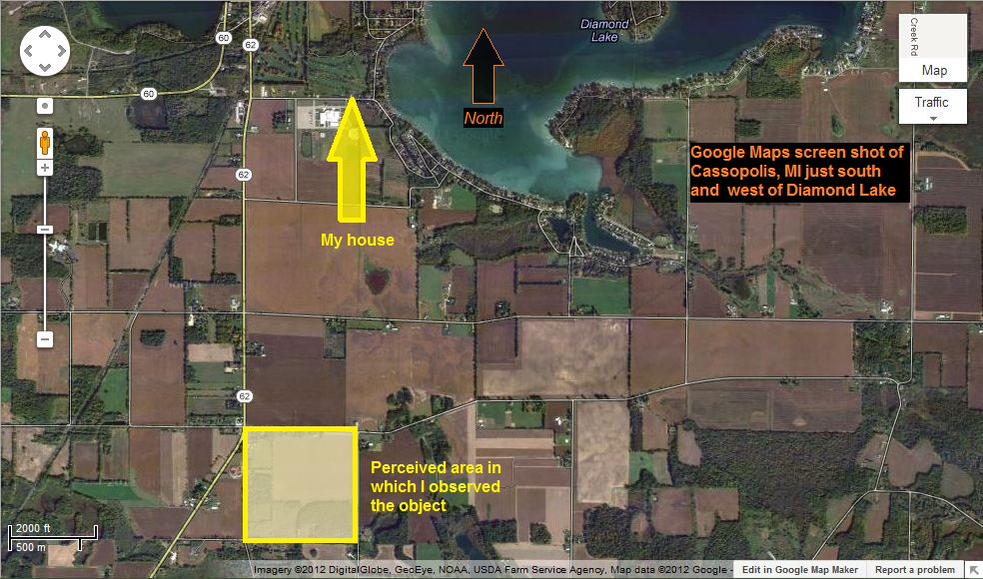 Diamond
Lake
Creek Rd
Map
Traffic
60
62
60
North
Google Maps screen shot of
Cassopolis, MI just south
and west of Diamond Lake
62
My house
62
Perceived area in
which I observed
the object
2000 ft
500 m
Imagery ©2012 DigitalGlobe, GeoEye, NOAA, USDA Farm Service Agency, Map data ©2012 Google -
Edit in Google Map Maker
Report a problem